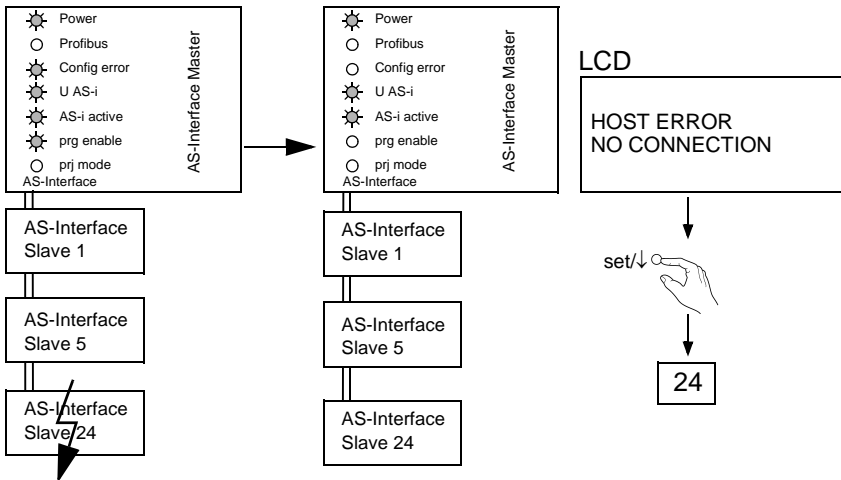 Power
Profibus
Config error
U AS-i
AS-i active
prg enable
prj mode
AS-Interface
AS-Interface Master
AS-Interface
Slave 1
AS-Interface
Slave 5
AS-Interface
Slave 24
Power
Profibus
Config error
U AS-i
AS-i active
prg enable
prj mode
AS-Interface
AS-Interface Master
AS-Interface
Slave 1
AS-Interface
Slave 5
AS-Interface
Slave 24
LCD
HOST ERROR
NO CONNECTION
set/↓
24